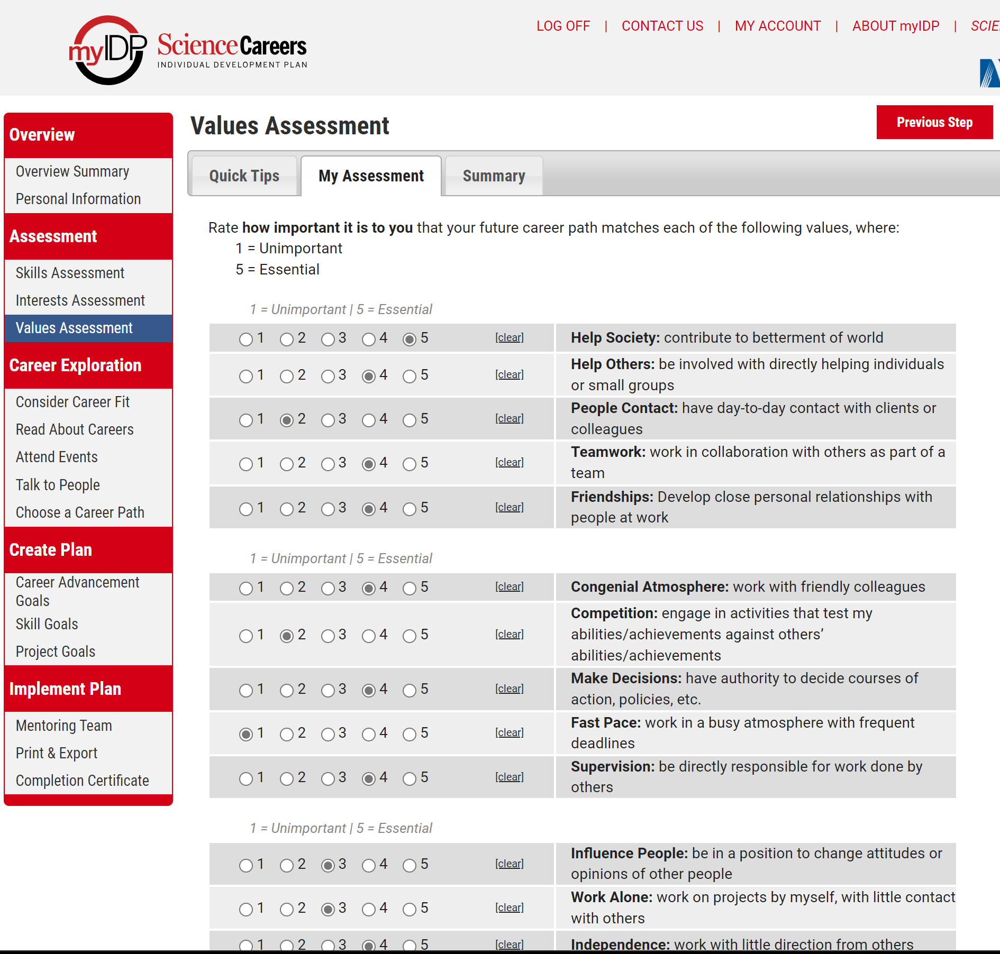 myIDP
ScienceCareers
INDIVIDUAL DEVELOPMENT PLAN
LOG OFF | CONTACT US | MY ACCOUNT | ABOUT myIDP |
Overview
Overview Summary
Personal Information
Assessment
Skills Assessment
Interests Assessment
Values Assessment
Career Exploration
Consider Career Fit
Read About Careers
Attend Events
Talk to People
Choose a Career Path
Create Plan
Career Advancement
Goals
Skill Goals
Project Goals
Implement Plan
Mentoring Team
Print & Export
Completion Certificate
Values Assessment
Previous Step
Quick Tips
My Assessment
Summary
Rate how important it is to you that your future career path matches each of the following values, where:
1 = Unimportant
5 = Essential
1 = Unimportant | 5 = Essential
1 2 3 4 5 [clear] Help Society: contribute to betterment of world
1 2 3 4 5 [clear] Help Others: be involved with directly helping individuals
or small groups
1 2 3 4 5 [clear] People Contact: have day-to-day contact with clients or
colleagues
1 2 3 4 5 [clear] Teamwork: work in collaboration with others as part of a
team
1 2 3 4 5 [clear] Friendships: Develop close personal relationships with
people at work
1 = Unimportant | 5 = Essential
1 2 3 4 5 [clear] Congenial Atmosphere: work with friendly colleagues
1 2 3 4 5 [clear] Competition: engage in activities that test my
abilities/achievements against others’
abilities/achievements
1 2 3 4 5 [clear] Make Decisions: have authority to decide courses of
action, policies, etc.
1 2 3 4 5 [clear] Fast Pace: work in a busy atmosphere with frequent
deadlines
1 2 3 4 5 [clear] Supervision: be directly responsible for work done by
others
1 = Unimportant | 5 = Essential
1 2 3 4 5 [clear] Influence People: be in a position to change attitudes or
opinions of other people
1 2 3 4 5 [clear] Work Alone: work on projects by myself, with little contact
with others
1 2 3 4 5 [clear] Independence: work with little direction from others